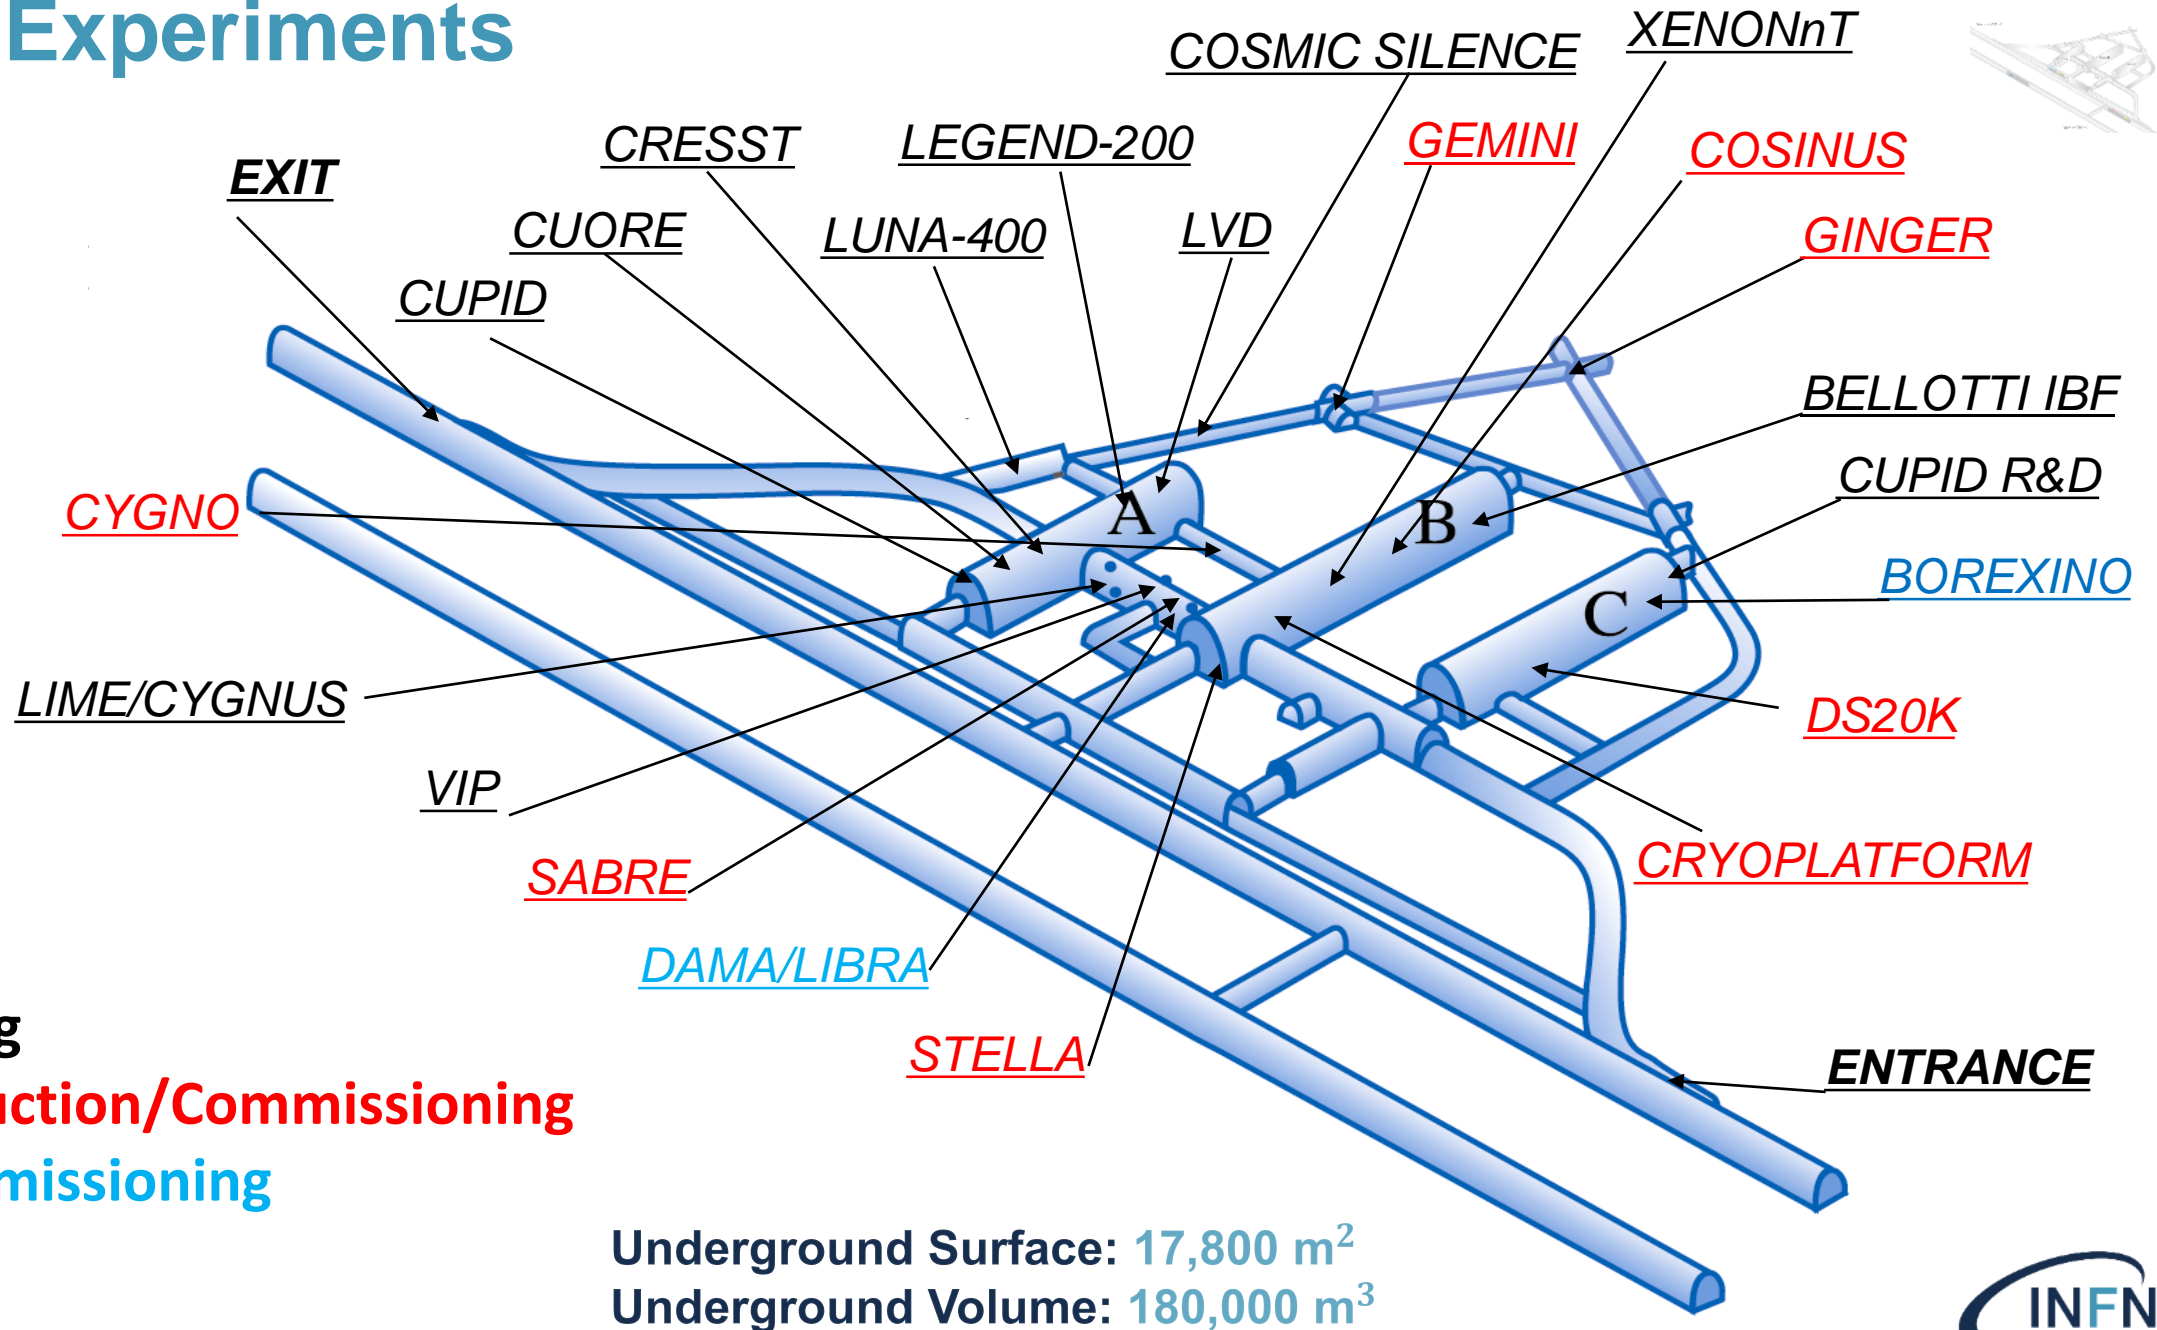 Experiments
COSMIC SILENCE
XENONnT
CRESST
LEGEND-200
GEMINI
COSINUS
EXIT
CUORE
LUNA-400
LVD
GINGER
CUPID
BELLOTTI IBF
CUPID R&D
CYGNO
A
B
BOREXINO
C
LIME/CYGNUS
DS20K
VIP
SABRE
CRYOPLATFORM
DAMA/LIBRA
g
STELLA
ENTRANCE
uction/Commissioning
missioning
Underground Surface: 17,800 m²
Underground Volume: 180,000 m³
INFN